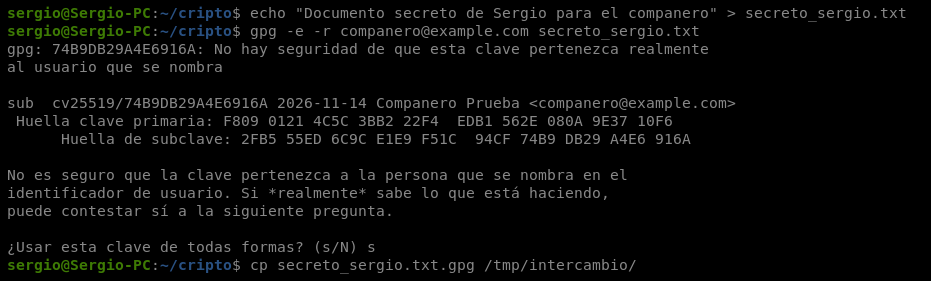 sergio@Sergio-PC:~/cripto$ echo "Documento secreto de Sergio para el companero" > secreto_sergio.txt
sergio@Sergio-PC:~/cripto$ gpg -e -r companero@example.com secreto_sergio.txt
gpg: 74B9DB29A4E6916A: No hay seguridad de que esta clave pertenezca realmente
al usuario que se nombra
sub  cv25519/74B9DB29A4E6916A 2026-11-14 Companero Prueba <companero@example.com>
 Huella clave primaria: F809 0121 4C5C 3BB2 22F4  EDB1 562E 080A 9E37 10F6
      Huella de subclave: 2FB5 55ED 6C9C E1E9 F51C  94CF 74B9 DB29 A4E6 916A
No es seguro que la clave pertenezca a la persona que se nombra en el
identificador de usuario. Si *realmente* sabe lo que está haciendo,
puede contestar sí a la siguiente pregunta.
¿Usar esta clave de todas formas? (s/N) s
sergio@Sergio-PC:~/cripto$ cp secreto_sergio.txt.gpg /tmp/intercambio/